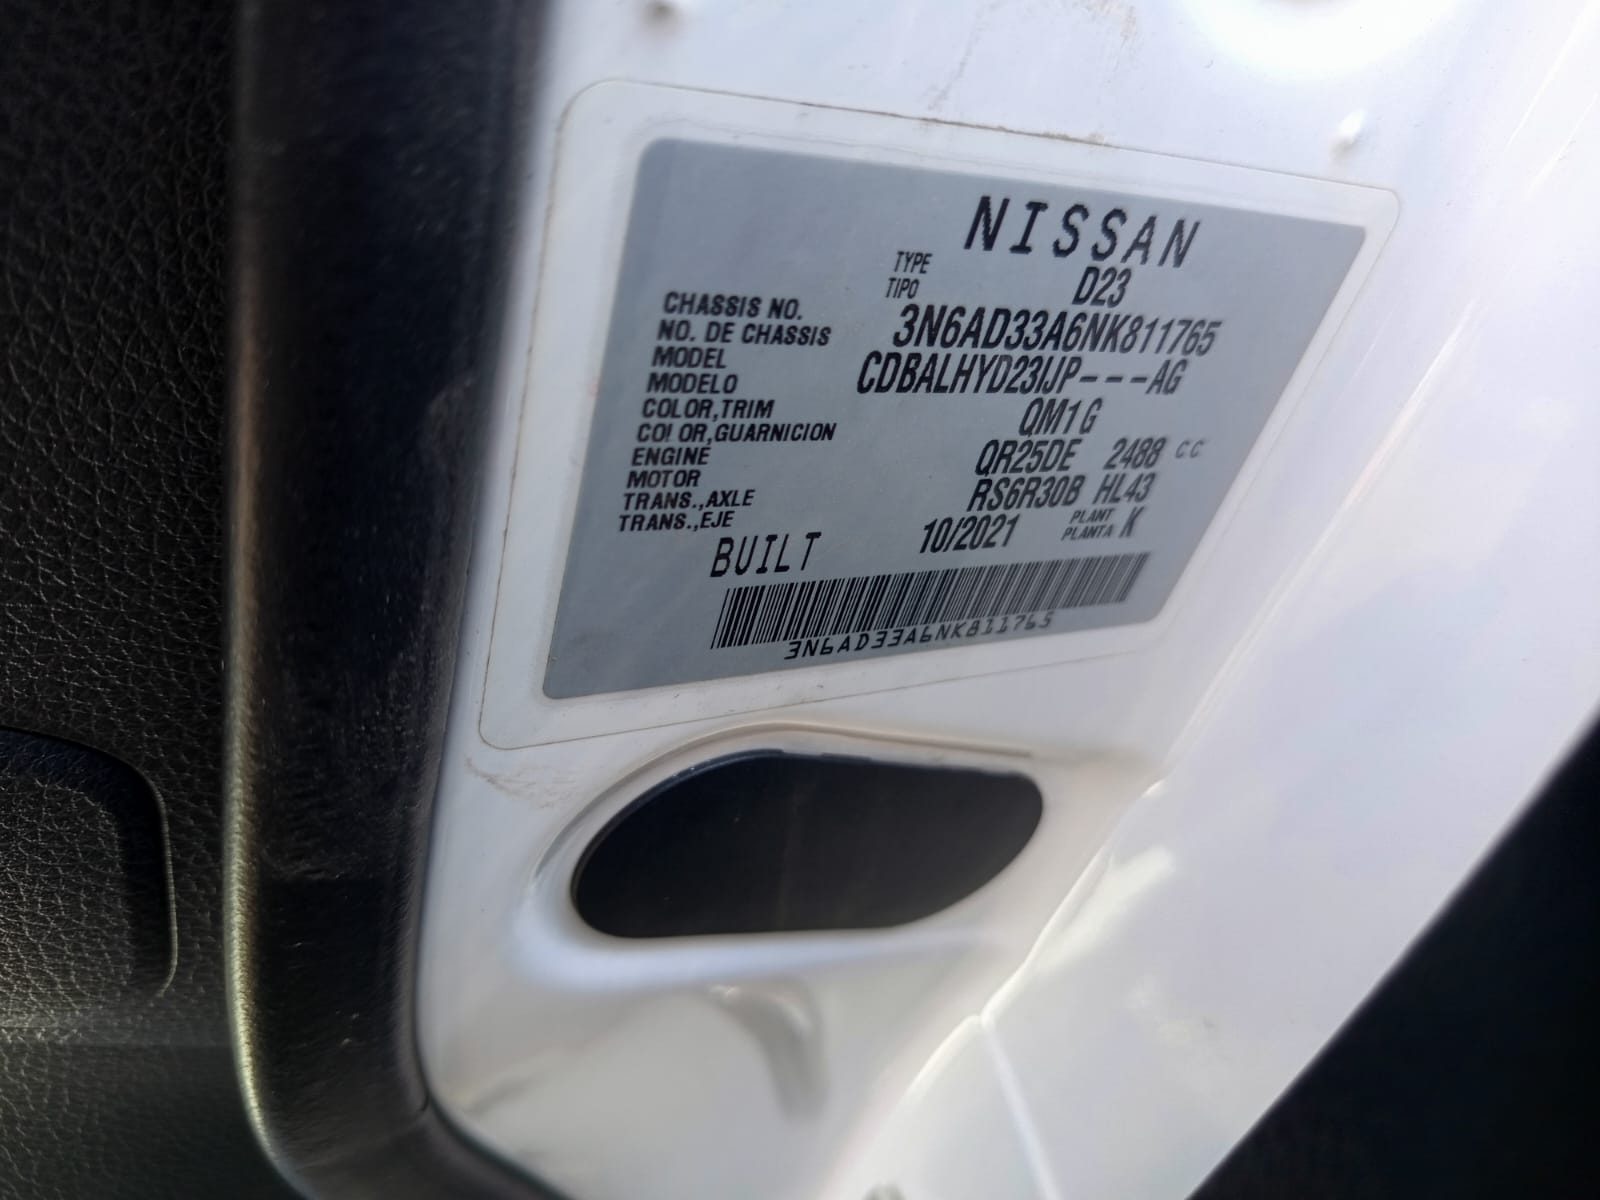 NISSAN
TYPE
TIPO D23
CHASSIS NO.
NO. DE CHASSIS 3N6AD33A6NK811765
MODEL
MODELO CDBALHYD23IJP---AG
COLOR,TRIM
COLOR,GUARNICION QM1 G
ENGINE
MOTOR QR25DE 2488 CC
TRANS.,AXLE
TRANS.,EJE RS6R30B HL43
BUILT 10/2021 PLANT
PLANTA K
3N6AD33A6NK811765